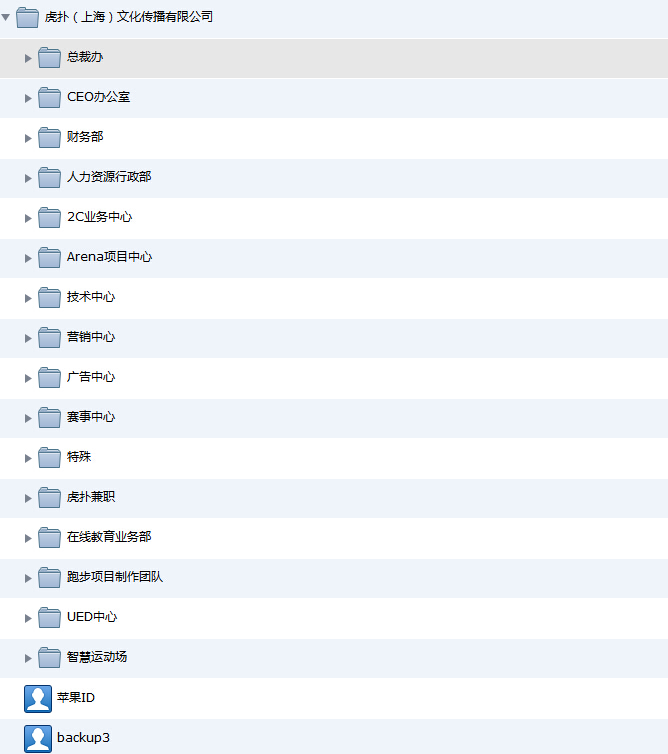 虎扑（上海）文化传播有限公司
总裁办
CEO办公室
财务部
人力资源行政部
2C业务中心
Arena项目中心
技术中心
营销中心
广告中心
赛事中心
特殊
虎扑兼职
在线教育业务部
跑步项目制作团队
UED中心
智慧运动场
苹果ID
backup3